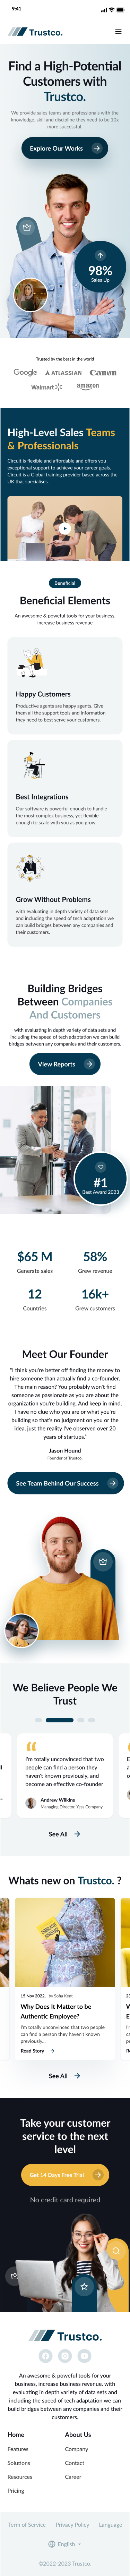 9:41
Trustco.
Find a High-Potential
Customers with
Trustco.
We provide sales teams and professionals with the
knowledge, skill and discipline they need to be 10x
more successful.
Explore Our Works
98%
Sales Up
Trusted by the best in the world
Google
ATLASSIAN
Canon
Walmart
amazon
High-Level Sales Teams
& Professionals
Circuit is flexible and affordable and offers you
exceptional support to achieve your career goals.
Circuit is a Global training provider based across the
UK that specialises.
Beneficial
Beneficial Elements
An awesome & powerful tools for your business,
increase business revenue
Happy Customers
Productive agents are happy agents. Give
them all the support tools and information
they need to best serve your customers.
Best Integrations
Our software is powerful enough to handle
the most complex business, yet flexible
enough to scale with you as you grow.
Grow Without Problems
with evaluating in depth variety of data sets
and including the speed of tech adaptation we
can build bridges between any companies and
their customers.
Building Bridges
Between Companies
And Customers
with evaluating in depth variety of data sets and
including the speed of tech adaptation we can build
bridges between any companies and their customers.
View Reports
#1
Best Award 2023
$65 M
Generate sales
58%
Grow revenue
12
Countries
16k+
Grew customers
Meet Our Founder
"I think you're better off finding the money to
hire someone than actually find a co-founder.
The main reason? You probably won't find
someone as passionate as you are about the
organization you're building. And keep in mind,
I have no clue who you are or what you're
building so that's no judgment on you or your
idea, just the reality I've observed over 20
years of startups."
Jason Hound
Founder of Trustco.
See Team Behind Our Success
We Believe People We
Trust
I'm totally unconvinced that two
people can find a person they
haven't known previously, and
become an effective co-founder
Andrew Wilkins
Managing Director, Yess Company
See All
Whats new on Trustco. ?
15 Nov 2022, by Sofia Kent
Why Does It Matter to be
Authentic Employee?
I'm totally unconvinced that two people
can find a person they haven't known
previously...
Read Story
See All
Take your customer
service to the next
level
Get 14 Days Free Trial
No credit card required
Trustco.
An awesome & powerful tools for your
business, increase business revenue. with
evaluating in depth variety of data sets and
including the speed of tech adaptation we can
build bridges between any companies and their
customers.
Home
About Us
Features
Company
Solutions
Contact
Resources
Career
Pricing
Term of Service
Privacy Policy
Language
English
©2022-2023 Trustco.